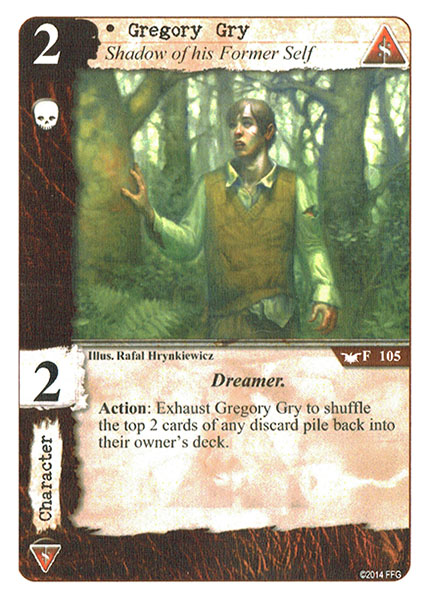 2
• Gregory Gry
Shadow of his Former Self
Illus. Rafal Hrynkiewicz
F 105
2
Dreamer.
Action: Exhaust Gregory Gry to shuffle
the top 2 cards of any discard pile back into
their owner's deck.
Character
©2014 FFG